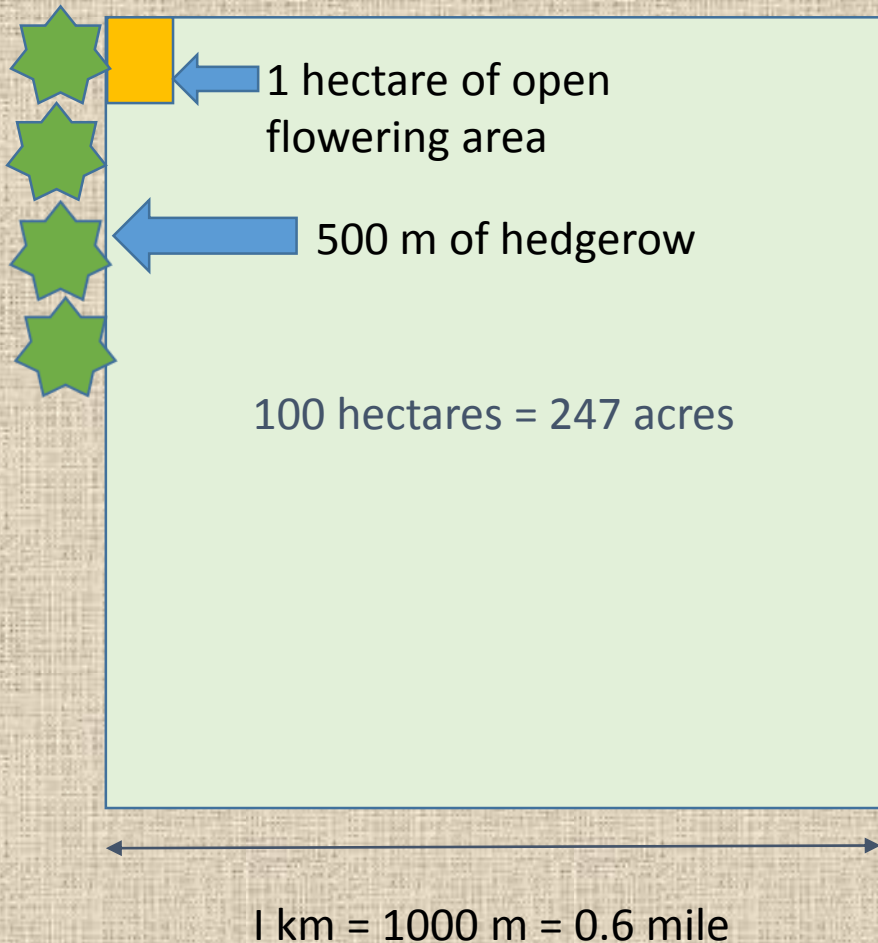 1 hectare of open
flowering area
500 m of hedgerow
100 hectares = 247 acres
I km = 1000 m = 0.6 mile